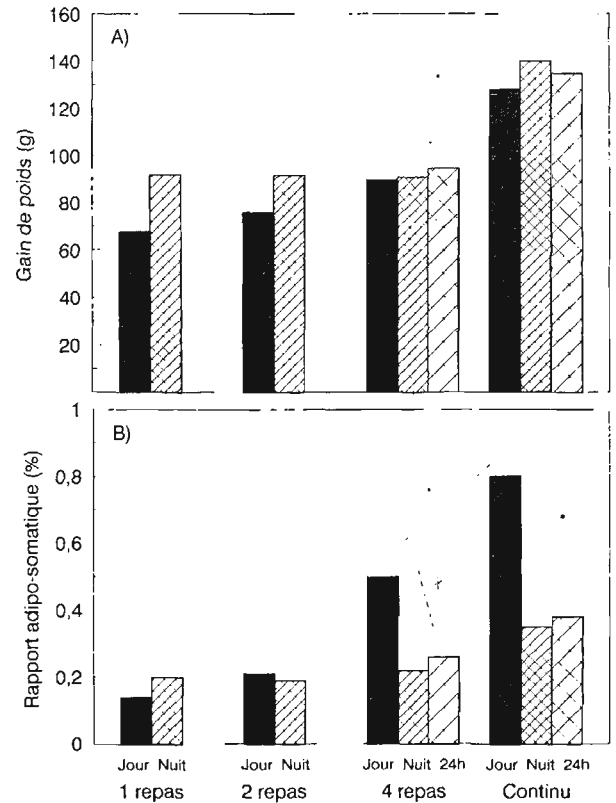 A)
Gain de poids (g)
160
140
120
100
80
60
40
20
B)
Rapport adipo-somatique (%)
1
0,8
0,6
0,4
0,2
0
Jour Nuit Jour Nuit Jour Nuit 24h Jour Nuit 24h
1 repas 2 repas 4 repas Continu